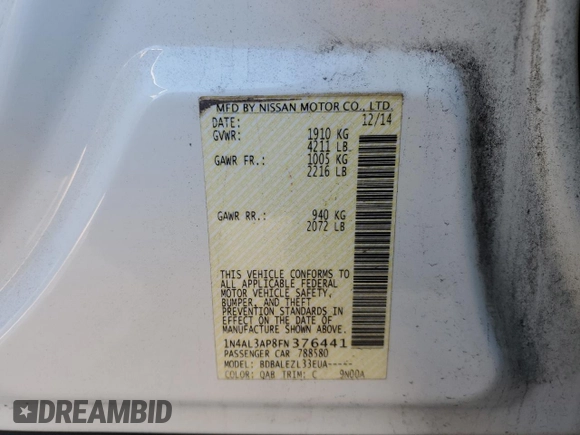 MFD BY NISSAN MOTOR CO., LTD.
DATE: 12/14
GVWR: 1910 KG
4211 LB
GAWR FR.: 1005 KG
2216 LB
GAWR RR.: 940 KG
2072 LB
THIS VEHICLE CONFORMS TO
ALL APPLICABLE FEDERAL
MOTOR VEHICLE SAFETY,
BUMPER, AND THEFT
PREVENTION STANDARDS IN
EFFECT ON THE DATE OF
MANUFACTURE SHOWN ABOVE.
1N4AL3AP8FN376441
PASSENGER CAR 788580
MODEL: BDBALEZL33EUA-----
COLOR: QAB TRIM: C 9N00A
DREAMBID